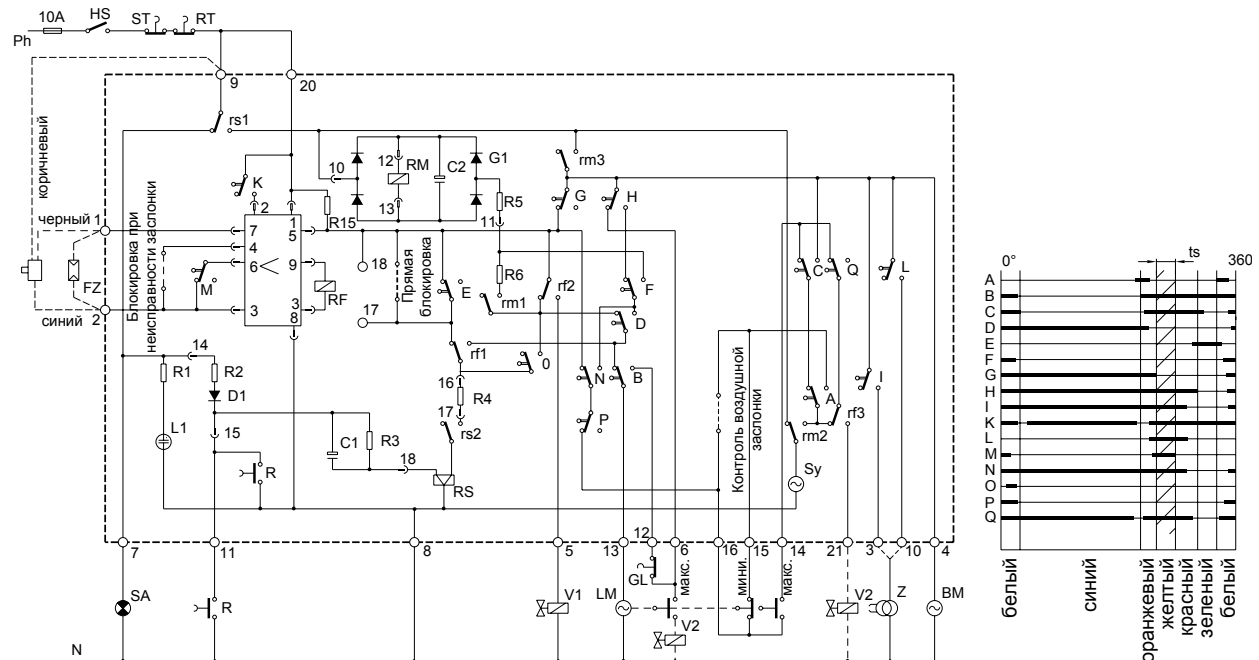 10A
HS
ST
RT
Ph
9
20
коричневый
rs1
10
12
RM
13
C2
G1
R5
11
rm3
K
2
1
G
H
черный 1
7
5
R15
4
6
9
3
8
RF
M
FZ
синий
2
3
Блокировка при
неисправности заслонки
18
17
Прямая
блокировка
E
R6
rm1
rf2
F
D
C
Q
L
rf1
0
16
R4
17
rs2
N
B
P
I
A
rf3
rm2
Контроль воздушной
заслонки
Sy
14
R1
R2
D1
L1
15
R
C1
R3
18
RS
7
11
8
5
13
12
6
16
15
14
21
3
10
4
SA
R
V1
LM
GL
макс.
V2
мини.
макс.
V2
Z
BM
N
ts
0°
360
A
B
C
D
E
F
G
H
I
K
L
M
N
O
P
Q
белый
синий
оранжевый
желтый
красный
зеленый
белый